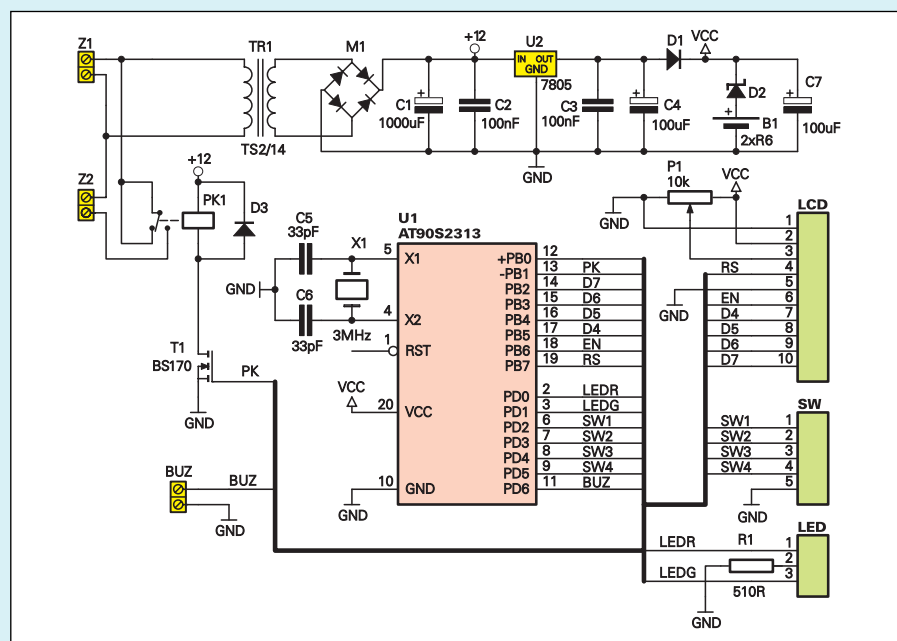 Z1
TR1
TS2/14
M1
+12
C1
1000uF
+
C2
100nF
U2
IN OUT
GND
7805
C3
100nF
+
C4
100uF
D1
VCC
D2
+
B1
2xR6
+
C7
100uF
GND
Z2
+12
PK1
D3
T1
BS170
PK
GND
BUZ
BUZ
GND
C5
33pF
GND
C6
33pF
X1
3MHz
U1
AT90S2313
5 X1
4 X2
1 RST
VCC
20 VCC
10 GND
GND
+PB0 12
-PB1 13 PK
PB2 14 D7
PB3 15 D6
PB4 16 D5
PB5 17 D4
PB6 18 EN
PB7 19 RS
PD0 2 LEDR
PD1 3 LEDG
PD2 6 SW1
PD3 7 SW2
PD4 8 SW3
PD5 9 SW4
PD6 11 BUZ
P1
10k
VCC
GND
LCD
1
2
3
RS 4
5
GND
EN 6
D4 7
D5 8
D6 9
D7 10
SW
SW1 1
SW2 2
SW3 3
SW4 4
5
GND
LED
LEDR 1
R1
2
510R
LEDG 3
GND